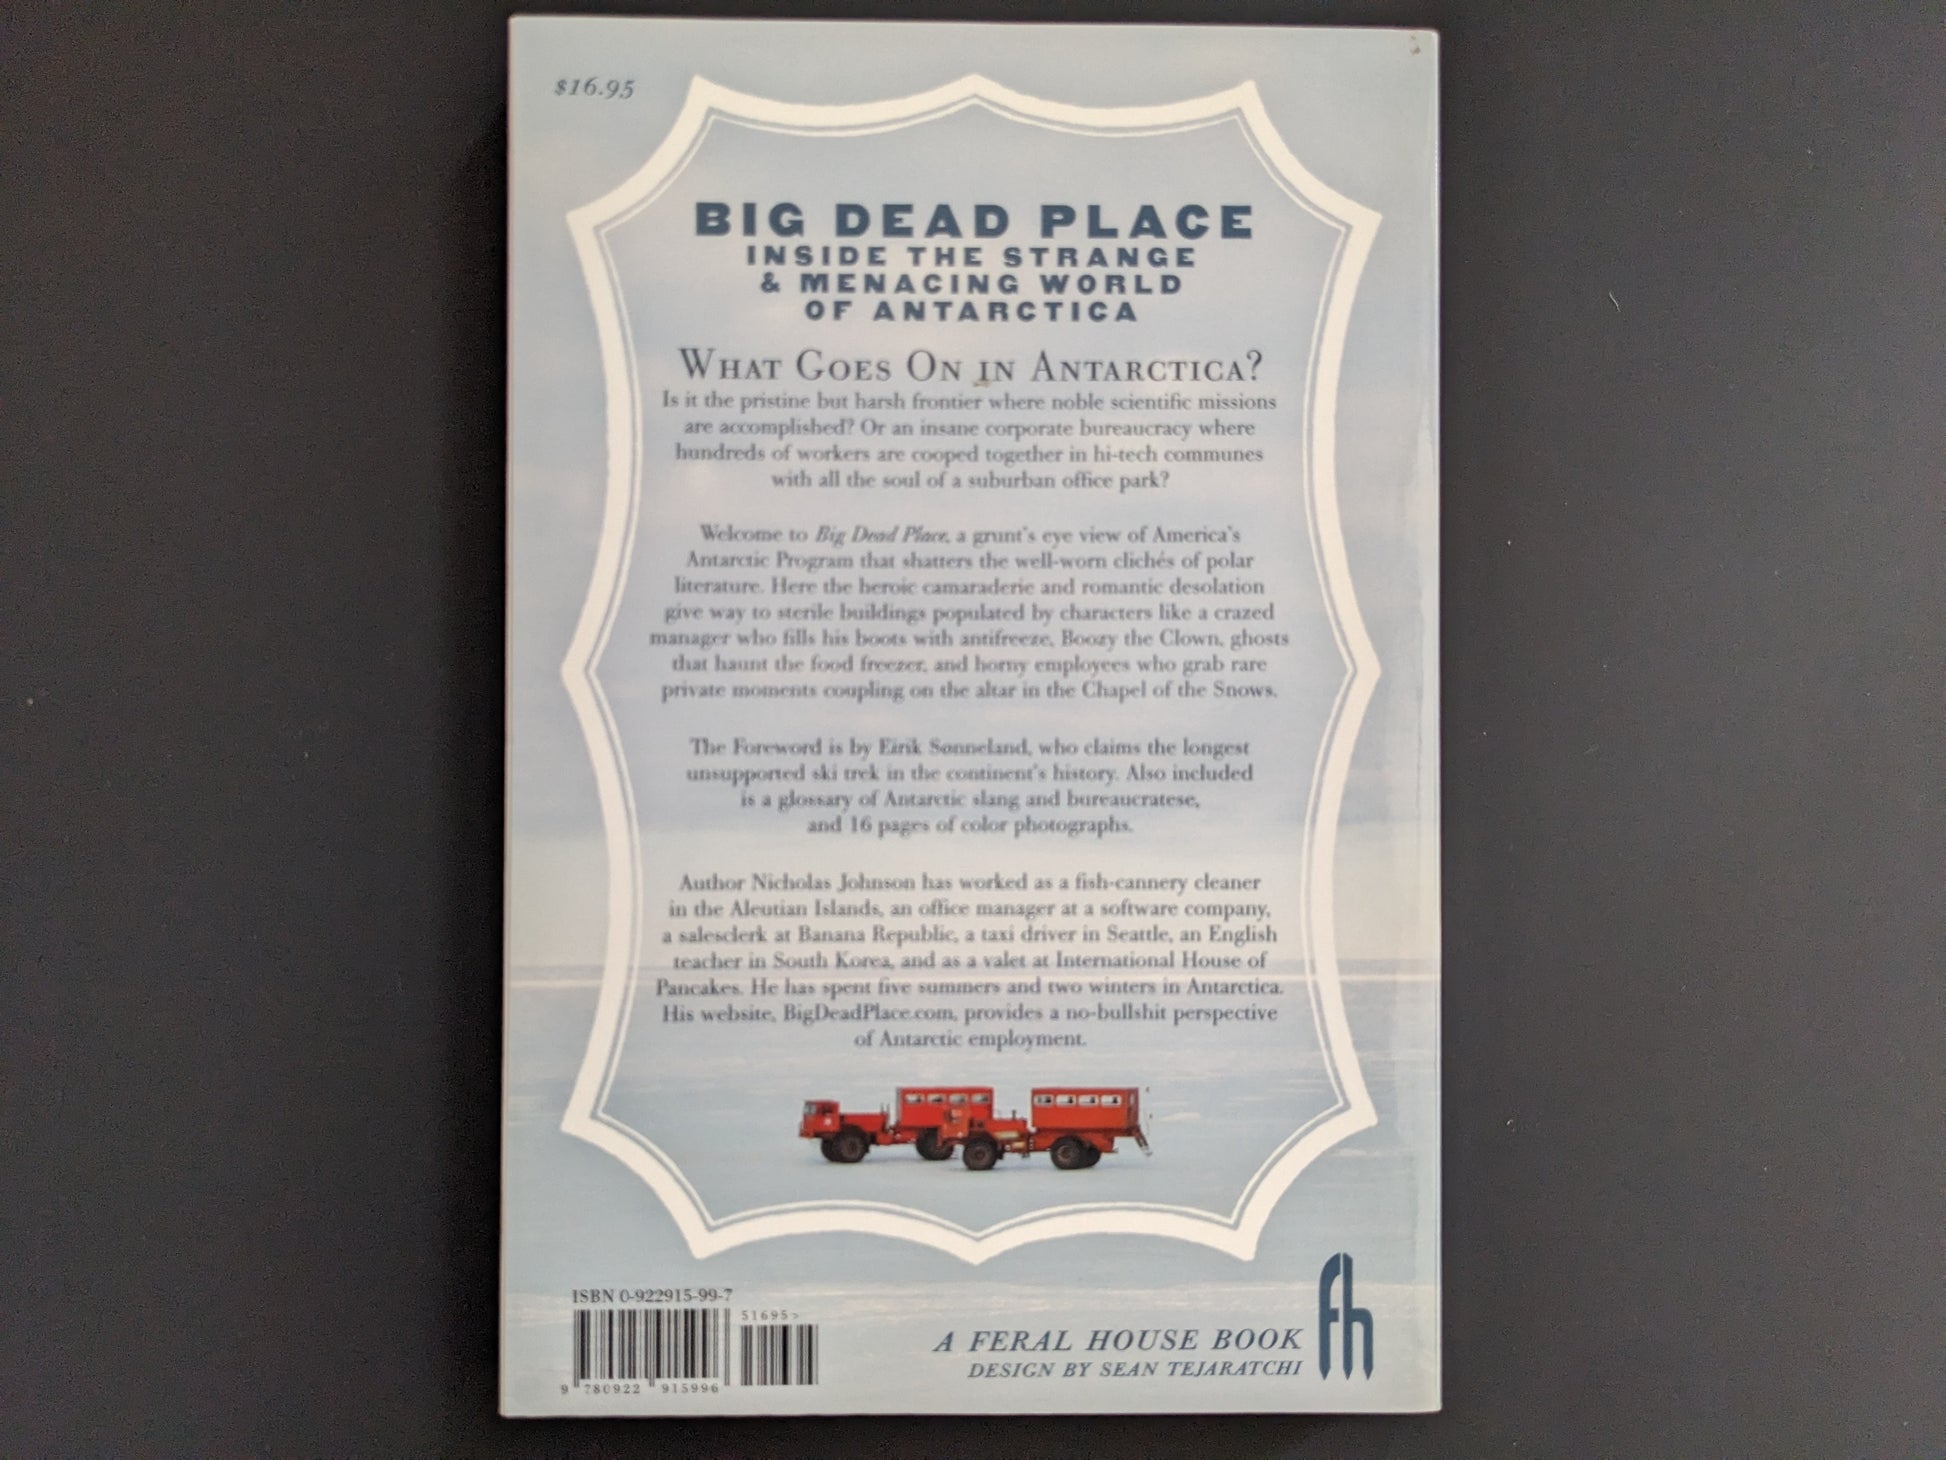 $16.95
BIG DEAD PLACE
INSIDE THE STRANGE
& MENACING WORLD
OF ANTARCTICA
WHAT GOES ON IN ANTARCTICA?
Is it the pristine but harsh frontier where noble scientific missions
are accomplished? Or an insane corporate bureaucracy where
hundreds of workers are cooped together in hi-tech communes
with all the soul of a suburban office park?
Welcome to Big Dead Place, a grunt's eye view of America's
Antarctic Program that shatters the well-worn clichés of polar
literature. Here the heroic camaraderie and romantic desolation
give way to sterile buildings populated by characters like a crazed
manager who fills his boots with antifreeze, Boozy the Clown, ghosts
that haunt the food freezer, and horny employees who grab rare
private moments coupling on the altar in the Chapel of the Snows.
The Foreword is by Eirik Sønneland, who claims the longest
unsupported ski trek in the continent's history. Also included
is a glossary of Antarctic slang and bureaucratese,
and 16 pages of color photographs.
Author Nicholas Johnson has worked as a fish-cannery cleaner
in the Aleutian Islands, an office manager at a software company,
a salesclerk at Banana Republic, a taxi driver in Seattle, an English
teacher in South Korea, and as a valet at International House of
Pancakes. He has spent five summers and two winters in Antarctica.
His website, BigDeadPlace.com, provides a no-bullshit perspective
of Antarctic employment.
ISBN 0-922915-99-7
51695>
9 780922 915996
A FERAL HOUSE BOOK
DESIGN BY SEAN TEJARATCHI
fh